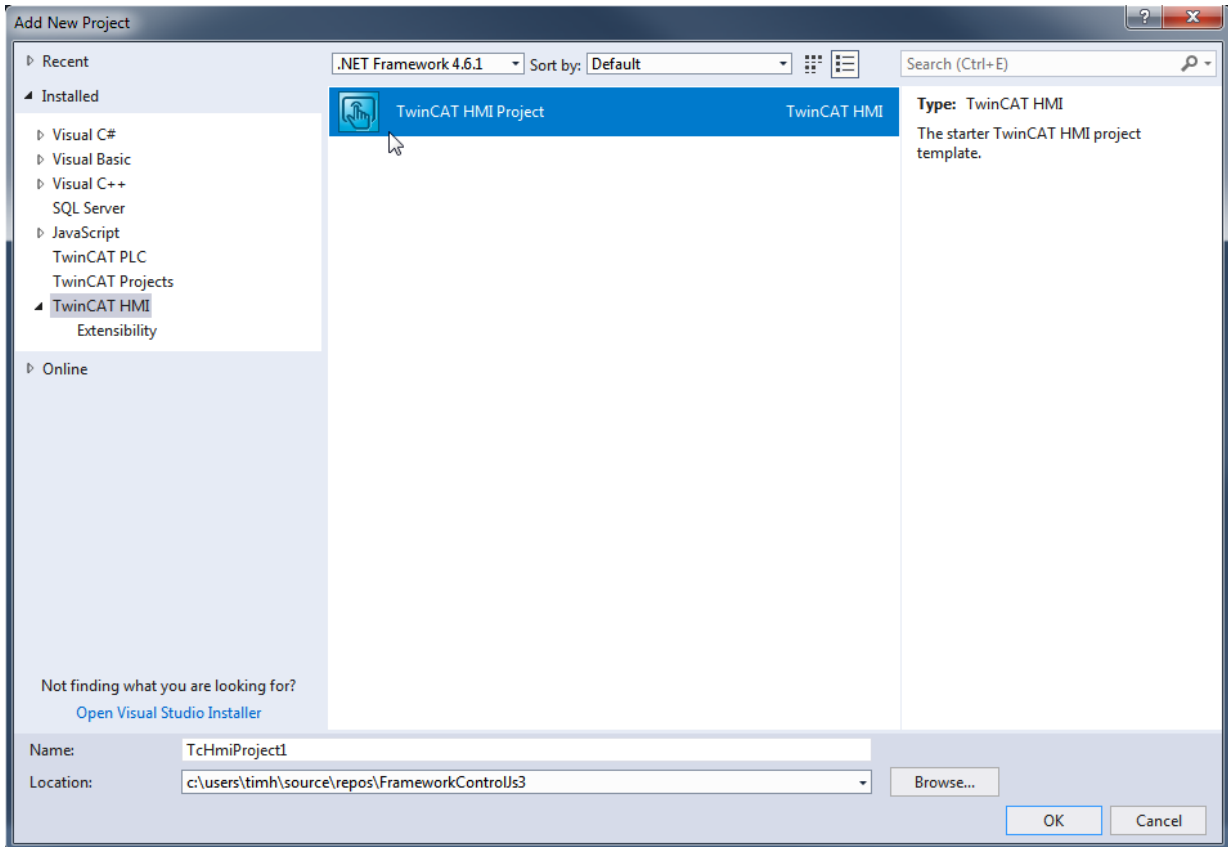 Add New Project
?
Recent
Installed
Visual C#
Visual Basic
Visual C++
SQL Server
JavaScript
TwinCAT PLC
TwinCAT Projects
TwinCAT HMI
Extensibility
Online
Not finding what you are looking for?
Open Visual Studio Installer
.NET Framework 4.6.1 Sort by: Default
TwinCAT HMI Project TwinCAT HMI
Search (Ctrl+E)
Type: TwinCAT HMI
The starter TwinCAT HMI project
template.
Name: TcHmiProject1
Location: c:\users\timh\source\repos\FrameworkControlJs3 Browse...
OK Cancel